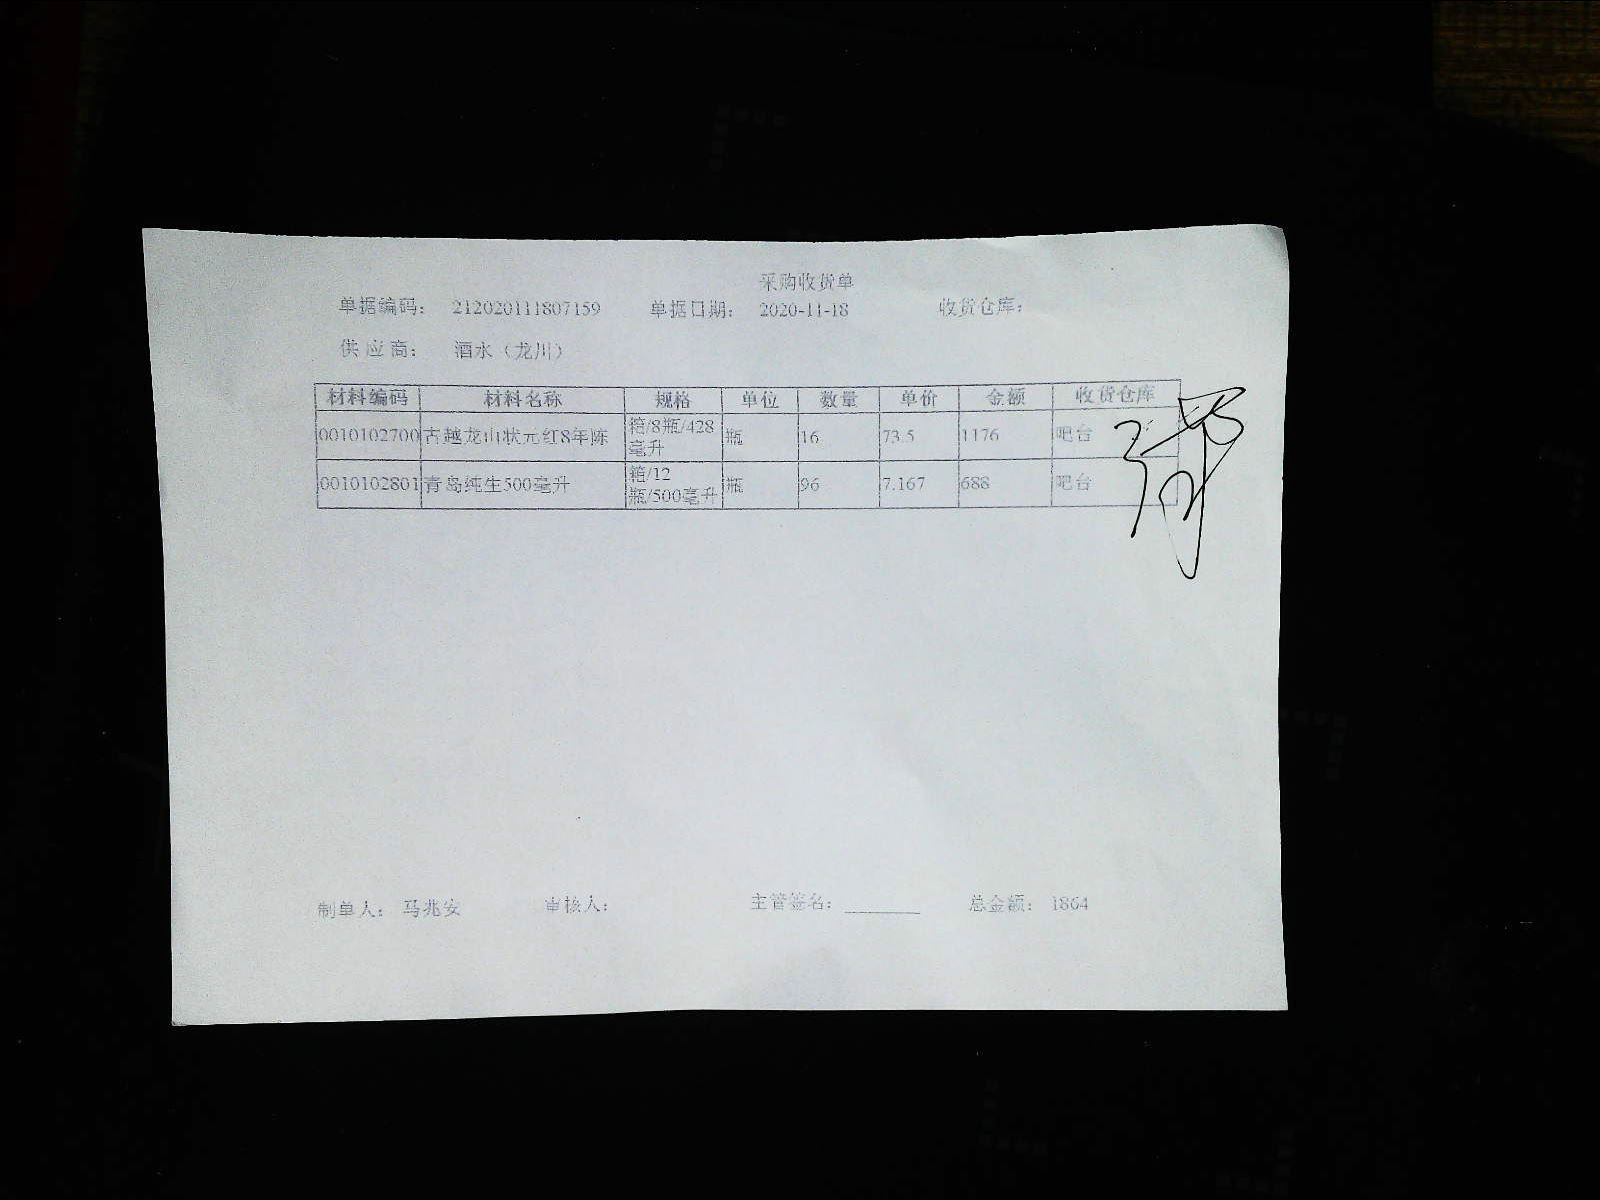 采购收货单
单据编码: 212020111807159 单据日期: 2020-11-18 收货仓库:
供应商: 酒水（龙川）
材料编码 材料名称 规格 单位 数量 单价 金额 收货仓库
0010102700 古越龙山状元红8年陈 箱/8瓶/428毫升 瓶 16 73.5 1176 吧台
0010102801 青岛纯生500毫升 箱/12瓶/500毫升 瓶 96 7.167 688 吧台
制单人: 马兆安 审核人: 主管签名: 总金额: 1864